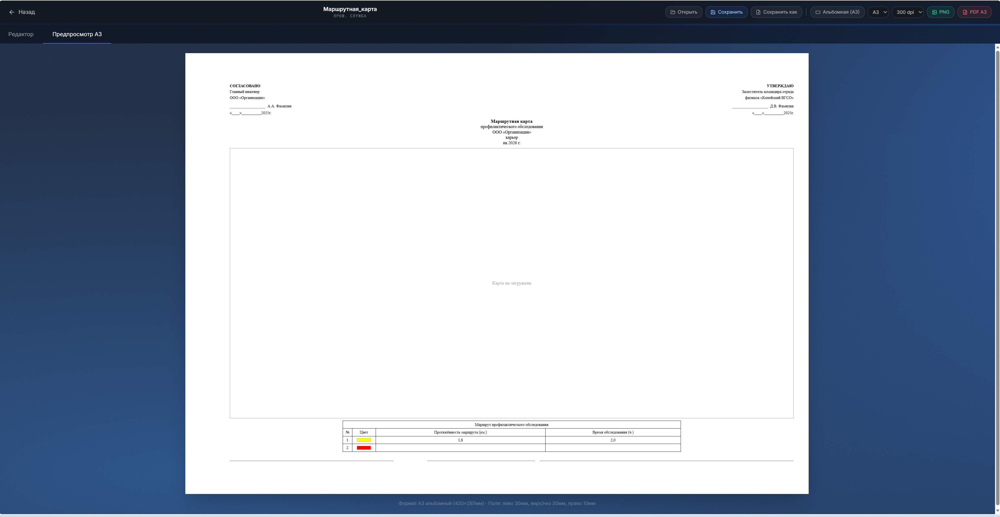 Назад
Маршрутная_карта
ПРОФ. СЛУЖБА
Открыть
Сохранить
Сохранить как
Альбомная (А3)
А3
300 dpi
PNG
PDF А3
Редактор
Предпросмотр А3
СОГЛАСОВАНО
Главный инженер
ООО «Организация»
__________________ А.А. Фамилия
«____»__________2025г.
УТВЕРЖДАЮ
Заместитель командира отряда
филиала «Копейский ВГСО»
__________________ Д.В. Фамилия
«____»__________2025г.
Маршрутная карта
профилактического обследования
ООО «Организация»
карьер
на 2026 г.
Карта не загружена
Маршрут профилактического обследования
№ Цвет Протяжённость маршрута (км.) Время обследования (ч.)
1 1,8 2,0
2
Формат А3 альбомный (420×297мм) · Поля: лево 30мм, верх/низ 20мм, право 10мм